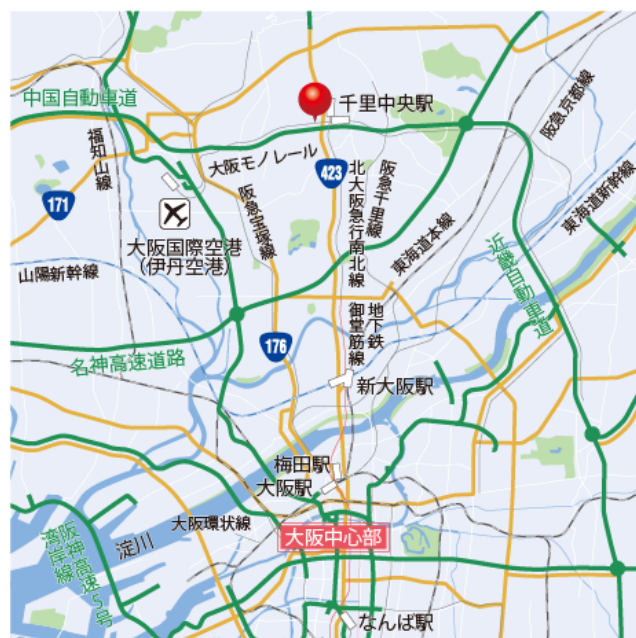 中国自動車道
千里中央駅
阪急京都線
福知山線
大阪モノレール
423
171
阪急宝塚線
北大阪急行南北線
阪急千里線
東海道本線
東海道新幹線
大阪国際空港
(伊丹空港)
山陽新幹線
近畿自動車道
名神高速道路
176
地下鉄
御堂筋線
新大阪駅
梅田駅
大阪駅
大阪環状線
大阪中心部
淀川
阪神高速5号
湾岸線
なんば駅